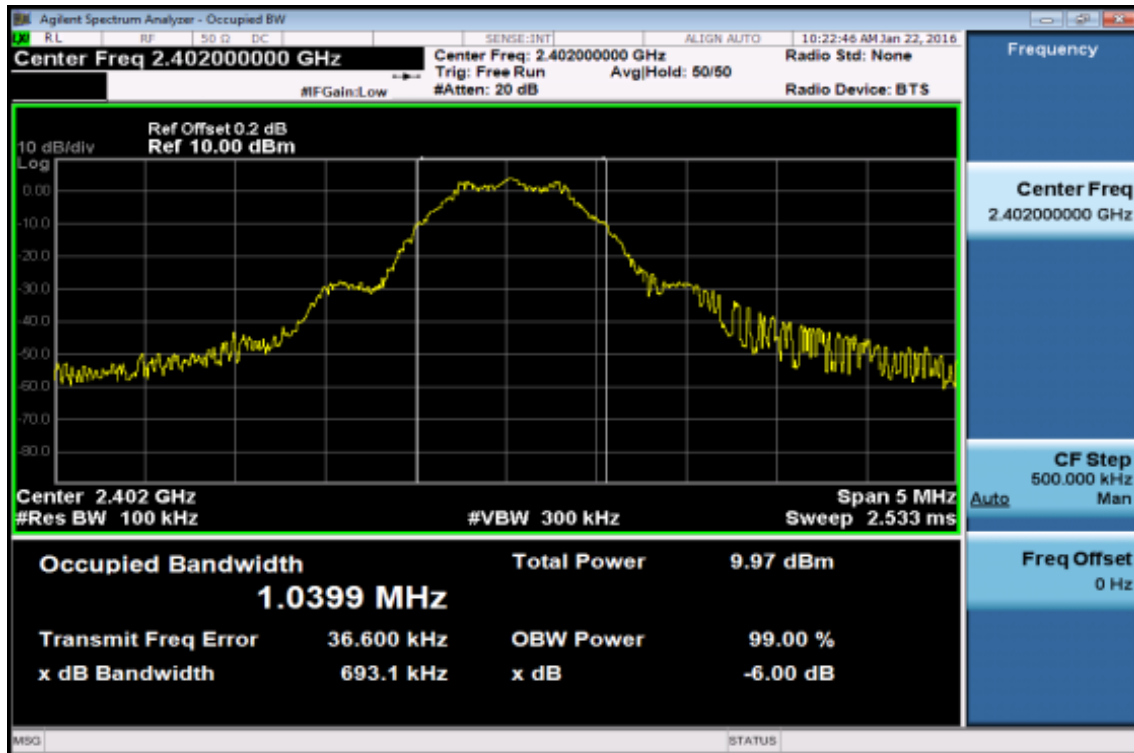 Agilent Spectrum Analyzer - Occupied BW
LXI RL RF 50 Ω DC SENSE:INT ALIGN AUTO 10:22:46 AM Jan 22, 2016
Center Freq 2.402000000 GHz
Center Freq: 2.402000000 GHz Radio Std: None
Trig: Free Run Avg|Hold: 50/50
#IFGain:Low #Atten: 20 dB Radio Device: BTS
Frequency
Ref Offset 0.2 dB
10 dB/div Ref 10.00 dBm
Log
0.00
-10.0
-20.0
-30.0
-40.0
-50.0
-60.0
-70.0
-80.0
Center 2.402 GHz Span 5 MHz
#Res BW 100 kHz #VBW 300 kHz Sweep 2.533 ms
Occupied Bandwidth Total Power 9.97 dBm
1.0399 MHz
Transmit Freq Error 36.600 kHz OBW Power 99.00 %
x dB Bandwidth 693.1 kHz x dB -6.00 dB
Center Freq
2.402000000 GHz
CF Step
500.000 kHz
Auto Man
Freq Offset
0 Hz
MSG STATUS